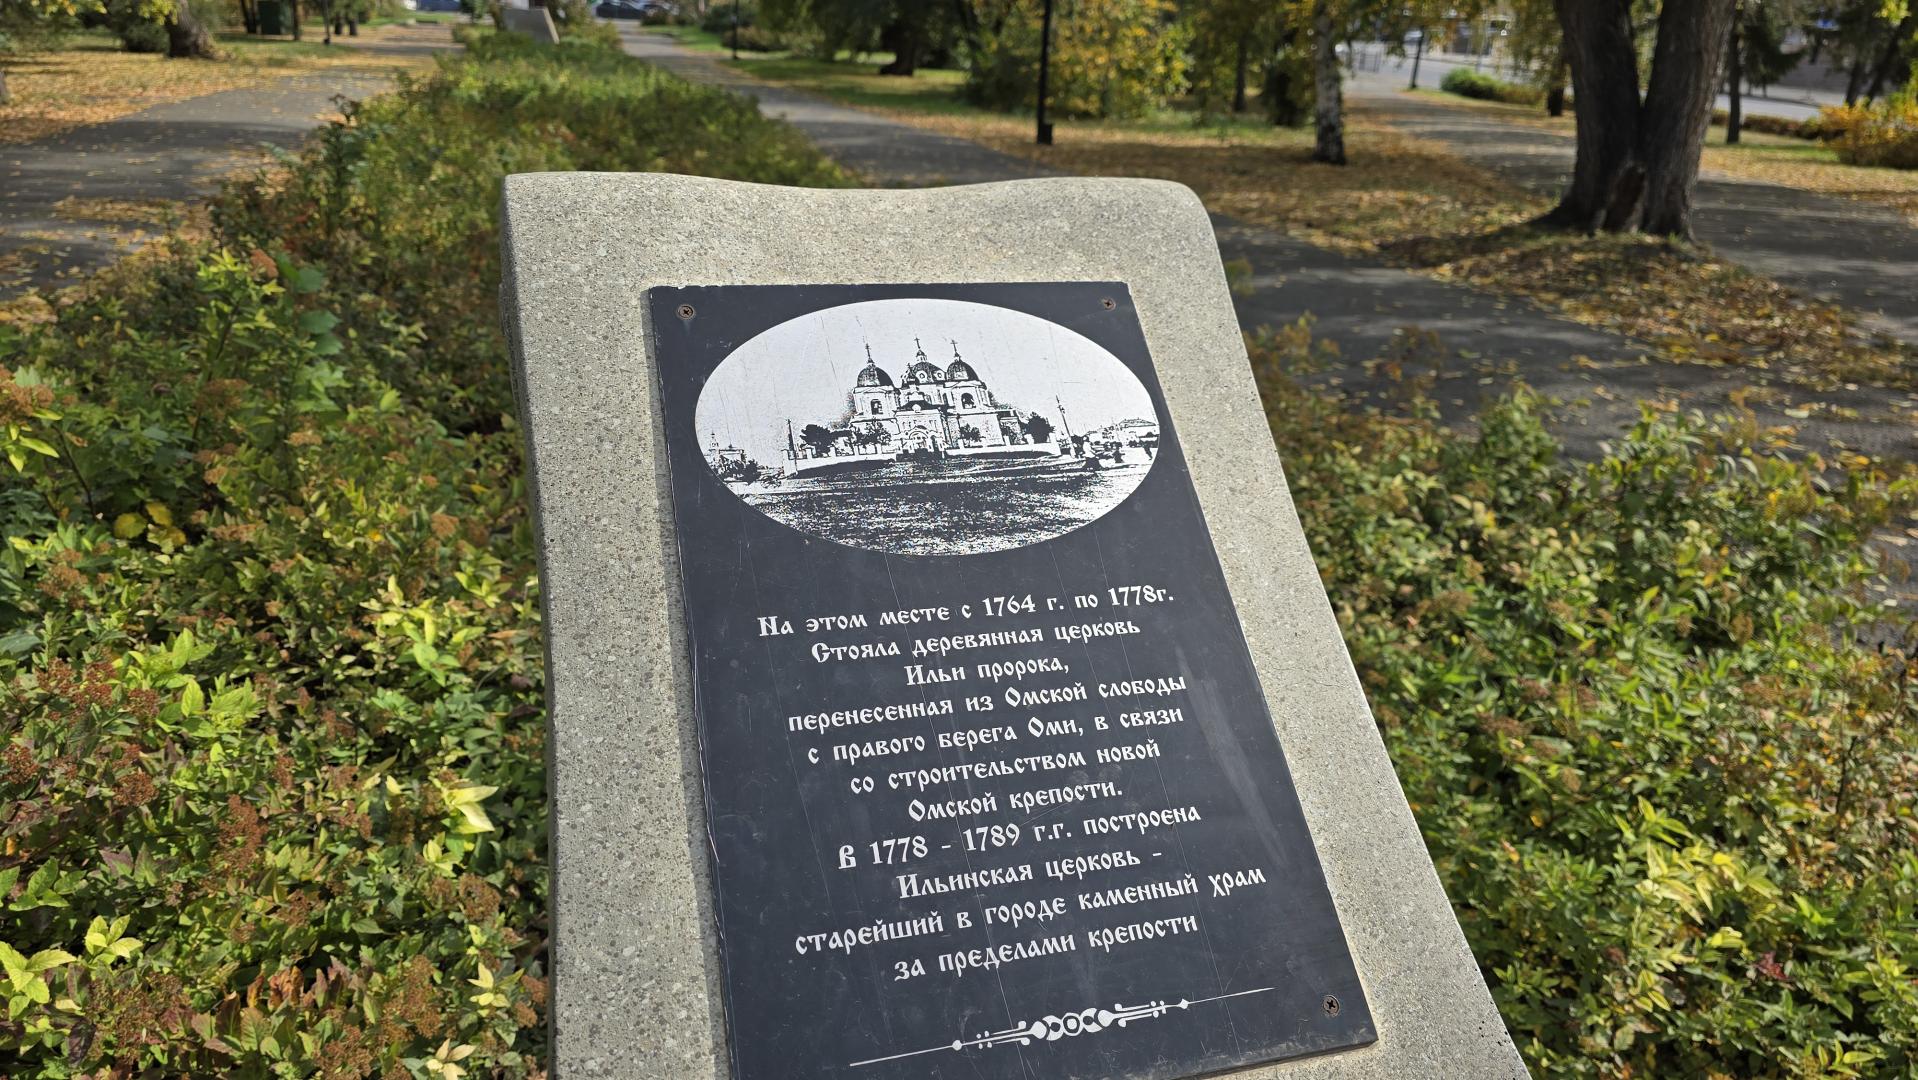 На этом месте с 1764 г. по 1778г.
Стояла деревянная церковь
Ильи пророка,
перенесенная из Омской слободы
с правого берега Оми, в связи
со строительством новой
Омской крепости.
В 1778 - 1789 г.г. построена
Ильинская церковь -
старейший в городе каменный храм
за пределами крепости